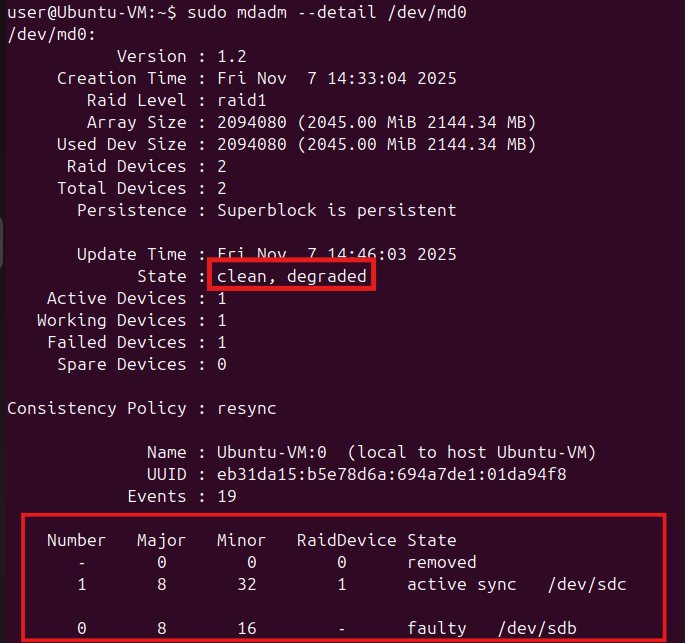 user@Ubuntu-VM:~$ sudo mdadm --detail /dev/md0
/dev/md0:
           Version : 1.2
     Creation Time : Fri Nov  7 14:33:04 2025
        Raid Level : raid1
        Array Size : 2094080 (2045.00 MiB 2144.34 MB)
     Used Dev Size : 2094080 (2045.00 MiB 2144.34 MB)
      Raid Devices : 2
     Total Devices : 2
       Persistence : Superblock is persistent

       Update Time : Fri Nov  7 14:46:03 2025
             State : clean, degraded
    Active Devices : 1
   Working Devices : 1
    Failed Devices : 1
     Spare Devices : 0

Consistency Policy : resync

              Name : Ubuntu-VM:0  (local to host Ubuntu-VM)
              UUID : eb31da15:b5e78d6a:694a7de1:01da94f8
            Events : 19

    Number   Major   Minor   RaidDevice State
       -       0        0        0      removed
       1       8       32        1      active sync   /dev/sdc

       0       8       16        -      faulty   /dev/sdb